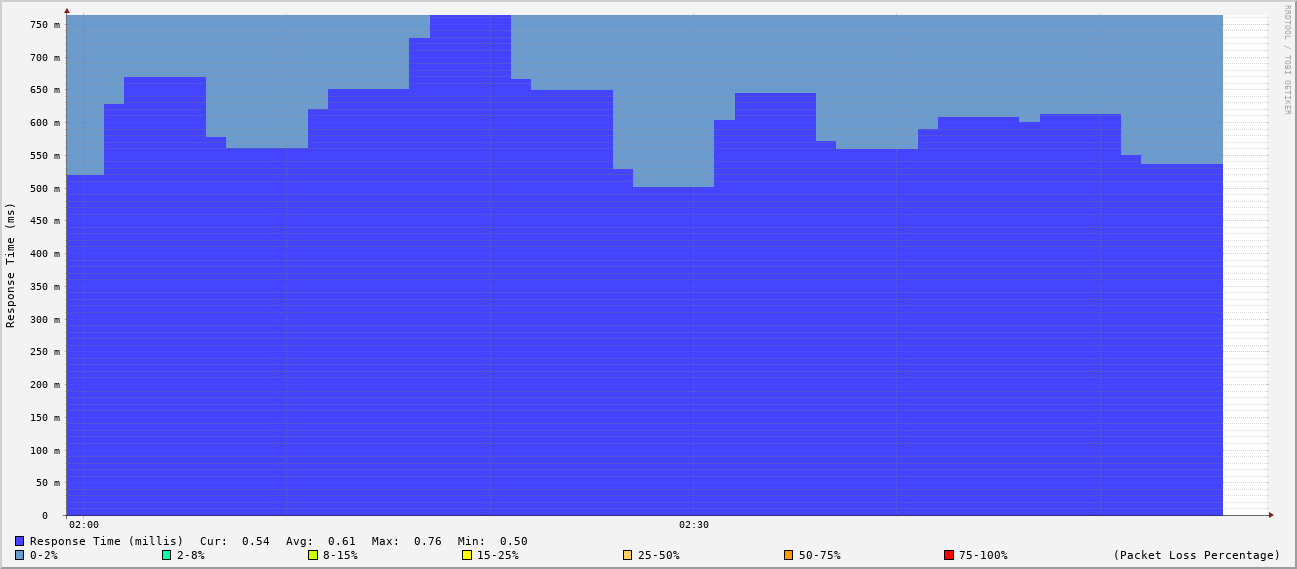 RRDTOOL / TOBI OETIKER
Response Time (ms)
750 m
700 m
650 m
600 m
550 m
500 m
450 m
400 m
350 m
300 m
250 m
200 m
150 m
100 m
50 m
0
02:00 02:30
Response Time (millis) Cur: 0.54 Avg: 0.61 Max: 0.76 Min: 0.50
0-2% 2-8% 8-15% 15-25% 25-50% 50-75% 75-100% (Packet Loss Percentage)